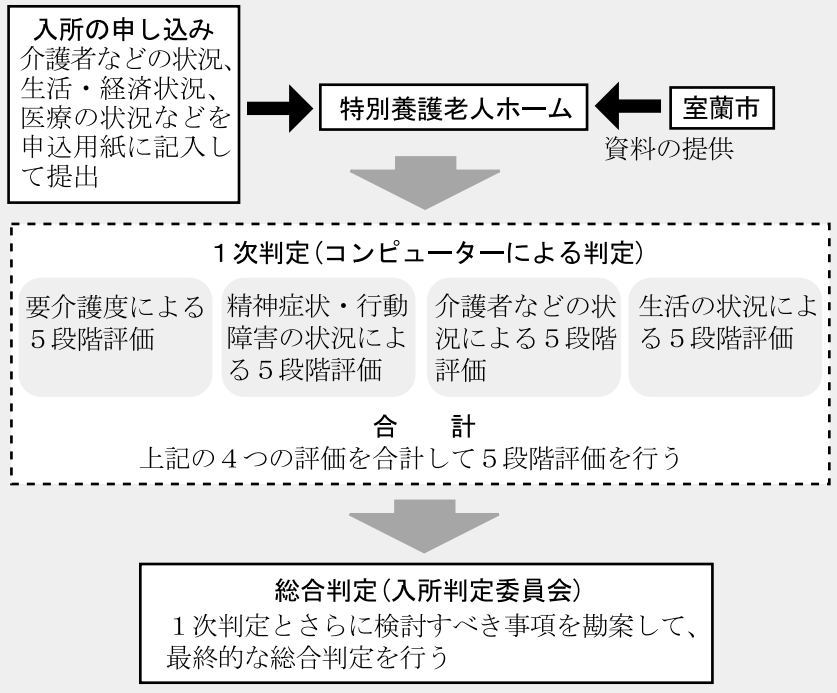 入所の申し込み
介護者などの状況、
生活・経済状況、
医療の状況などを
申込用紙に記入し
て提出
特別養護老人ホーム
室蘭市
資料の提供
１次判定(コンピューターによる判定)
要介護度による
５段階評価
精神症状・行動
障害の状況によ
る５段階評価
介護者などの状
況による５段階
評価
生活の状況によ
る５段階評価
合　計
上記の４つの評価を合計して５段階評価を行う
総合判定(入所判定委員会)
１次判定とさらに検討すべき事項を勘案して、
最終的な総合判定を行う